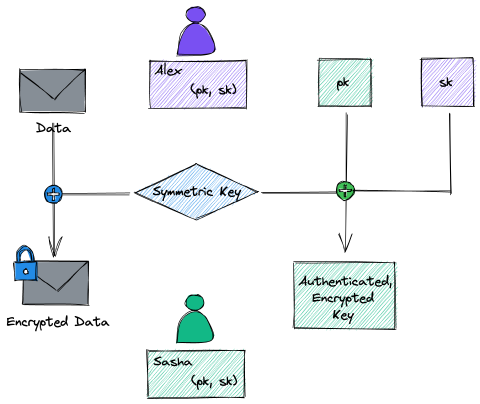 Alex
(pk, sk)
pk
sk
Data
Symmetric Key
Authenticated,
Encrypted
Key
Encrypted Data
Sasha
(pk, sk)